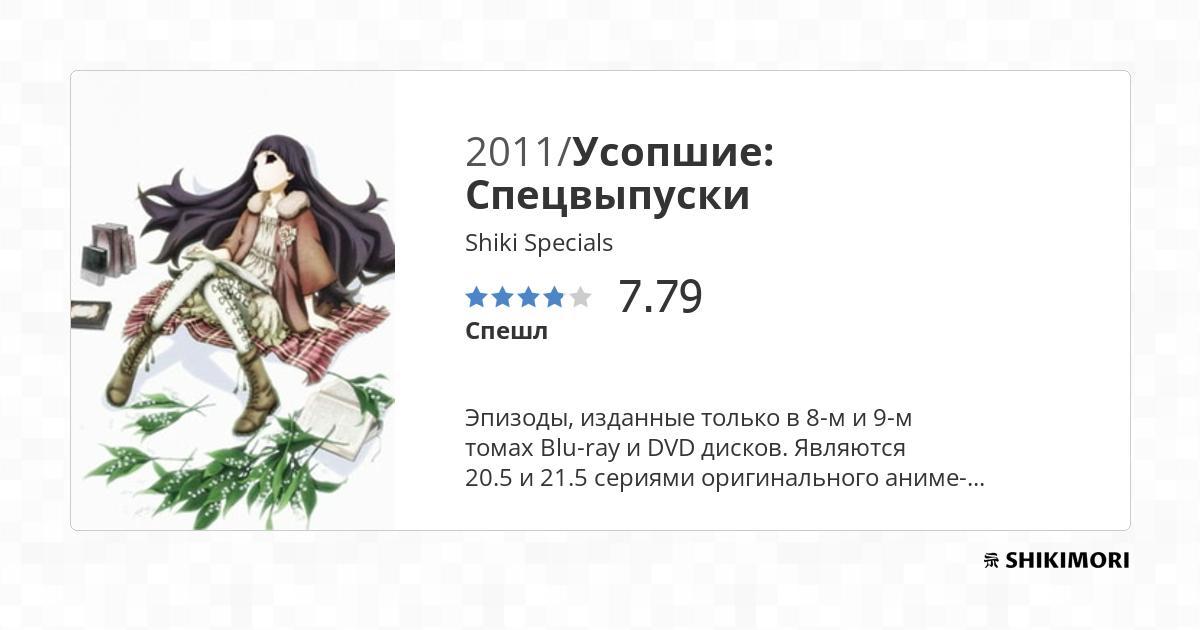 2011/Усопшие:
Спецвыпуски
Shiki Specials
7.79
Спешл
Эпизоды, изданные только в 8-м и 9-м
томах Blu-ray и DVD дисков. Являются
20.5 и 21.5 сериями оригинального аниме-...
SHIKIMORI